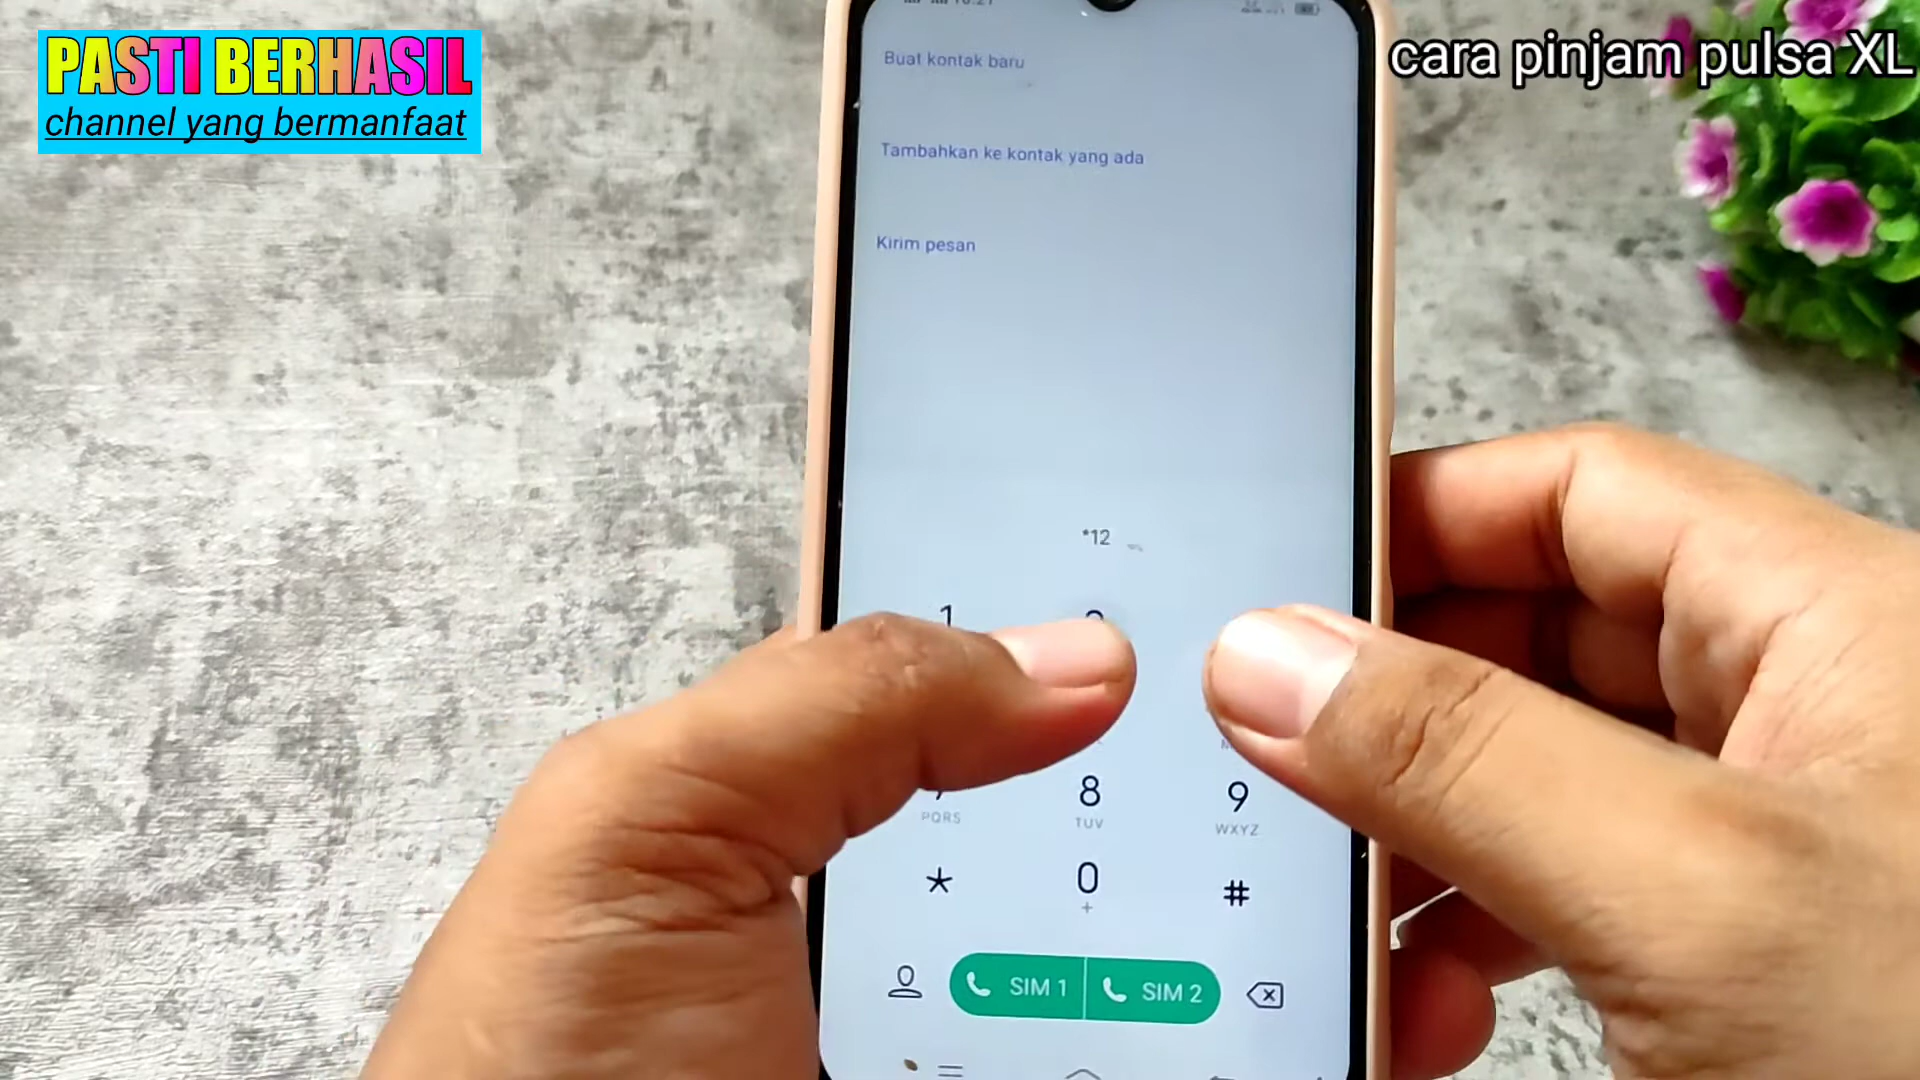 PASTI BERHASIL
channel yang bermanfaat
cara pinjam pulsa XL
Buat kontak baru
Tambahkan ke kontak yang ada
Kirim pesan
*12
1
8
9
PQRS
TUV
WXYZ
*
0
#
+
SIM 1
SIM 2